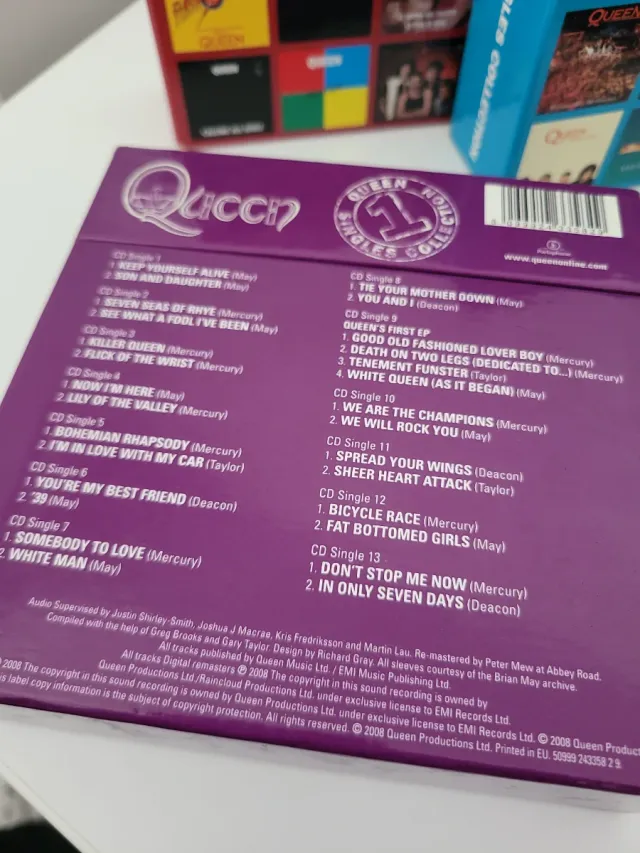 QUEEN
QUEEN
COLLECTION
Queen
QUEEN
SINGLES COLLECTION
1
Parlophone
www.queenonline.com
CD Single 1
1. KEEP YOURSELF ALIVE (May)
2. SON AND DAUGHTER (May)
CD Single 2
1. SEVEN SEAS OF RHYE (Mercury)
2. SEE WHAT A FOOL I'VE BEEN (May)
CD Single 3
1. KILLER QUEEN (Mercury)
2. FLICK OF THE WRIST (Mercury)
CD Single 4
1. NOW I'M HERE (May)
2. LILY OF THE VALLEY (Mercury)
CD Single 5
1. BOHEMIAN RHAPSODY (Mercury)
2. I'M IN LOVE WITH MY CAR (Taylor)
CD Single 6
1. YOU'RE MY BEST FRIEND (Deacon)
2. '39 (May)
CD Single 7
1. SOMEBODY TO LOVE (Mercury)
2. WHITE MAN (May)
CD Single 8
1. TIE YOUR MOTHER DOWN (May)
2. YOU AND I (Deacon)
CD Single 9
QUEEN'S FIRST EP
1. GOOD OLD FASHIONED LOVER BOY (Mercury)
2. DEATH ON TWO LEGS (DEDICATED TO...) (Mercury)
3. TENEMENT FUNSTER (Taylor)
4. WHITE QUEEN (AS IT BEGAN) (May)
CD Single 10
1. WE ARE THE CHAMPIONS (Mercury)
2. WE WILL ROCK YOU (May)
CD Single 11
1. SPREAD YOUR WINGS (Deacon)
2. SHEER HEART ATTACK (Taylor)
CD Single 12
1. BICYCLE RACE (Mercury)
2. FAT BOTTOMED GIRLS (May)
CD Single 13
1. DON'T STOP ME NOW (Mercury)
2. IN ONLY SEVEN DAYS (Deacon)
Audio Supervised by Justin Shirley-Smith, Joshua J Macrae, Kris Fredriksson and Martin Lau. Re-mastered by Peter Mew at Abbey Road.
Compiled with the help of Greg Brooks and Gary Taylor. Design by Richard Gray. All sleeves courtesy of the Brian May archive.
All tracks published by Queen Music Ltd. / EMI Music Publishing Ltd.
All tracks Digital remasters ℗ 2008 The copyright in this sound recording is owned by
Queen Productions Ltd./Raincloud Productions Ltd. under exclusive license to EMI Records Ltd.
2008 The copyright in this sound recording is owned by Queen Productions Ltd. under exclusive license to EMI Records Ltd. © 2008 Queen
label copy information is the subject of copyright protection. All rights reserved. © 2008 Queen Productions Ltd. Printed in EU. 50999 243358 2 9.